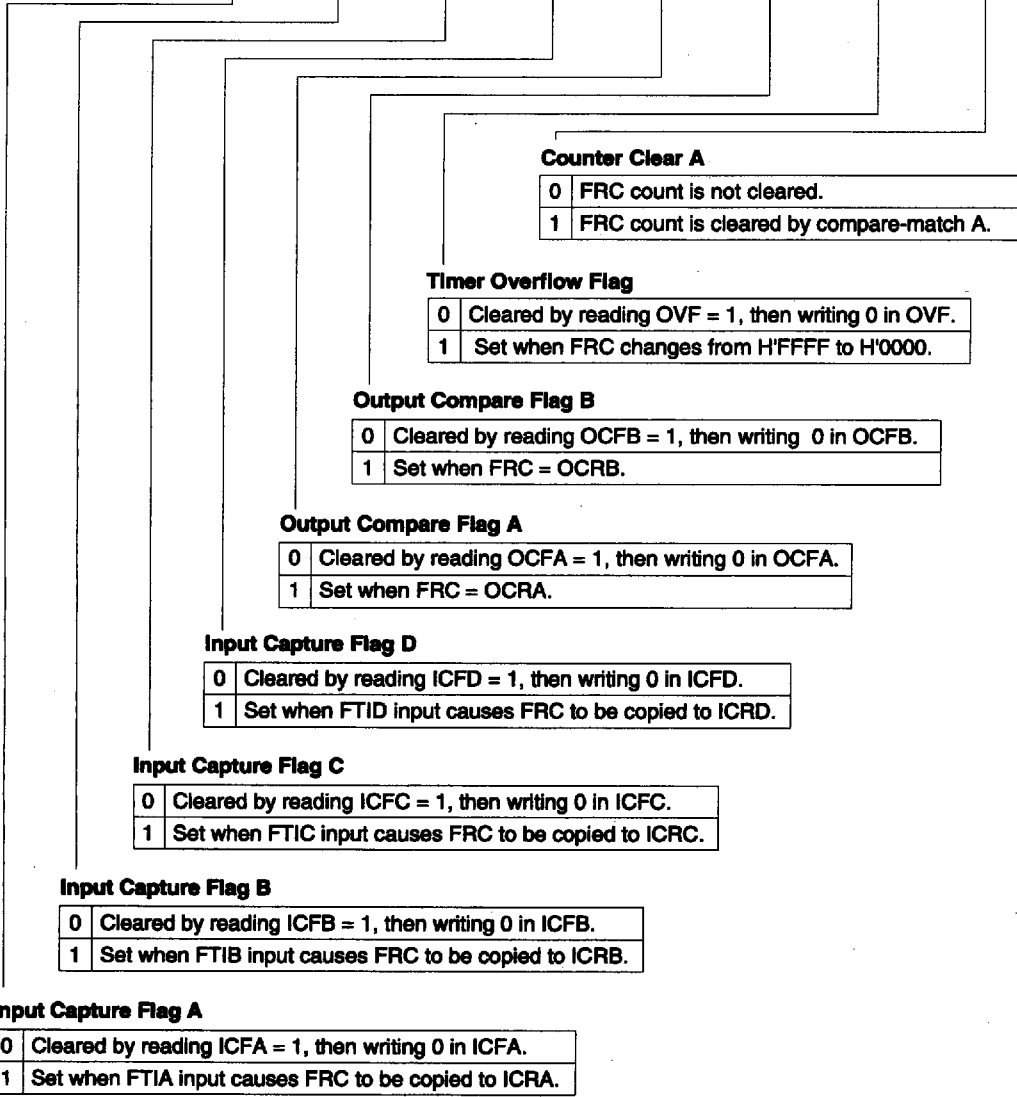 Counter Clear A
0 FRC count is not cleared.
1 FRC count is cleared by compare-match A.
Timer Overflow Flag
0 Cleared by reading OVF = 1, then writing 0 in OVF.
1 Set when FRC changes from H'FFFF to H'0000.
Output Compare Flag B
0 Cleared by reading OCFB = 1, then writing 0 in OCFB.
1 Set when FRC = OCRB.
Output Compare Flag A
0 Cleared by reading OCFA = 1, then writing 0 in OCFA.
1 Set when FRC = OCRA.
Input Capture Flag D
0 Cleared by reading ICFD = 1, then writing 0 in ICFD.
1 Set when FTID input causes FRC to be copied to ICRD.
Input Capture Flag C
0 Cleared by reading ICFC = 1, then writing 0 in ICFC.
1 Set when FTIC input causes FRC to be copied to ICRC.
Input Capture Flag B
0 Cleared by reading ICFB = 1, then writing 0 in ICFB.
1 Set when FTIB input causes FRC to be copied to ICRB.
nput Capture Flag A
0 Cleared by reading ICFA = 1, then writing 0 in ICFA.
1 Set when FTIA input causes FRC to be copied to ICRA.